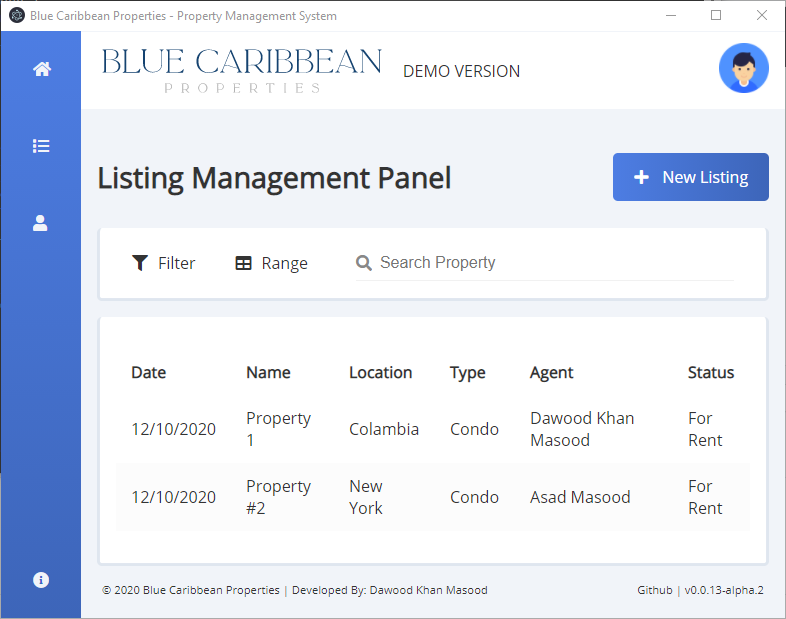 Blue Caribbean Properties - Property Management System
BLUE CARIBBEAN
PROPERTIES
DEMO VERSION
Listing Management Panel
New Listing
Filter
Range
Search Property
Date Name Location Type Agent Status
12/10/2020 Property 1 Colambia Condo Dawood Khan Masood For Rent
12/10/2020 Property #2 New York Condo Asad Masood For Rent
© 2020 Blue Caribbean Properties | Developed By: Dawood Khan Masood
Github | v0.0.13-alpha.2